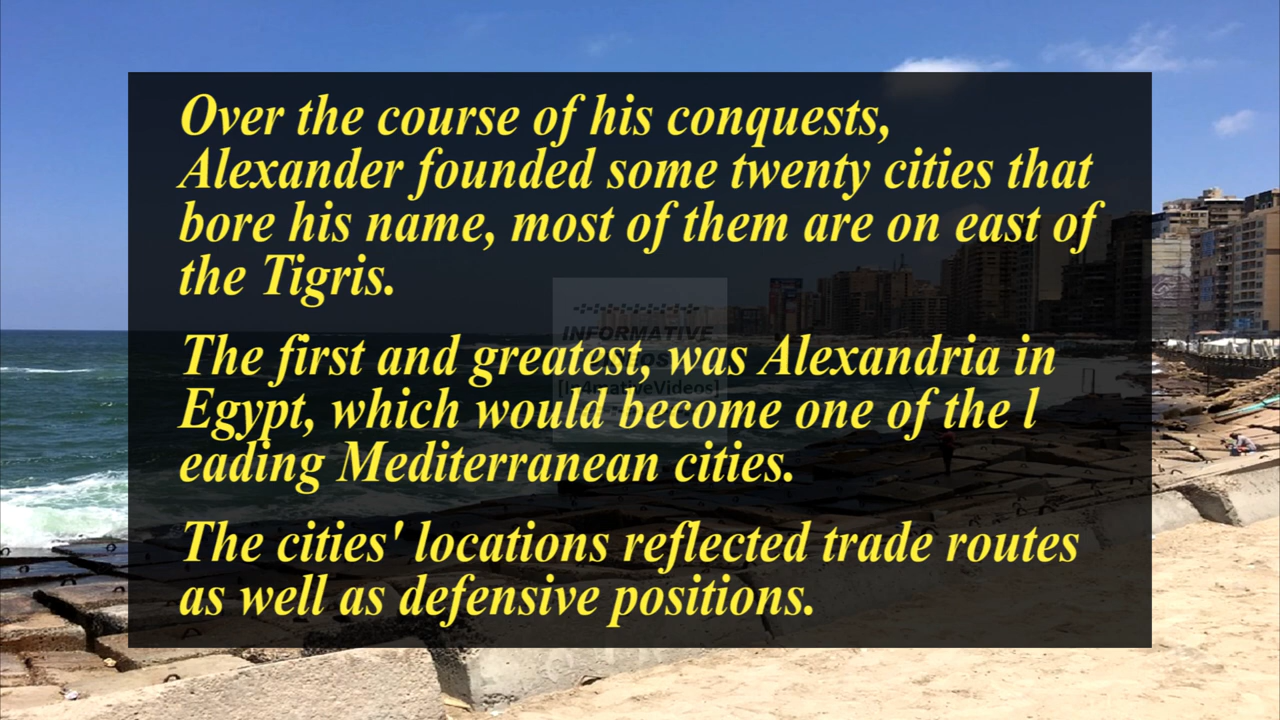 Over the course of his conquests,
Alexander founded some twenty cities that
bore his name, most of them are on east of
the Tigris.
The first and greatest, was Alexandria in
Egypt, which would become one of the l
eading Mediterranean cities.
The cities' locations reflected trade routes
as well as defensive positions.
INFORMATIVE